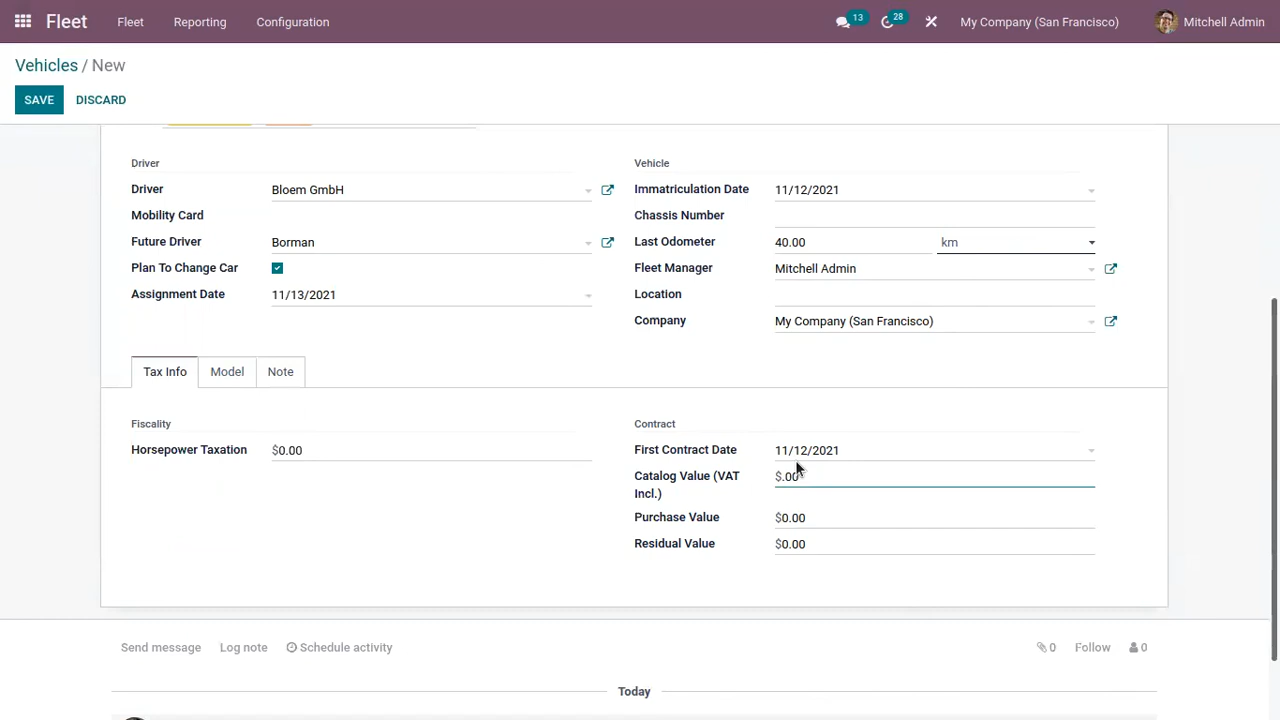 Fleet Fleet Reporting Configuration 13 28 My Company (San Francisco) Mitchell Admin
Vehicles / New
SAVE DISCARD
Driver Vehicle
Driver Bloem GmbH Immatriculation Date 11/12/2021
Mobility Card Chassis Number
Future Driver Borman Last Odometer 40.00 km
Plan To Change Car Fleet Manager Mitchell Admin
Assignment Date 11/13/2021 Location
Company My Company (San Francisco)
Tax Info Model Note
Fiscality Contract
Horsepower Taxation $0.00 First Contract Date 11/12/2021
Catalog Value (VAT $.00
Incl.)
Purchase Value $0.00
Residual Value $0.00
Send message Log note Schedule activity 0 Follow 0
Today